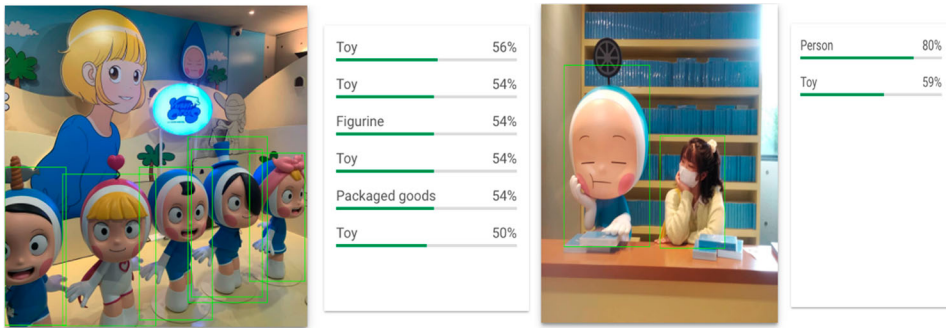 Toy 56%
Toy 54%
Figurine 54%
Toy 54%
Packaged goods 54%
Toy 50%
Person 80%
Toy 59%